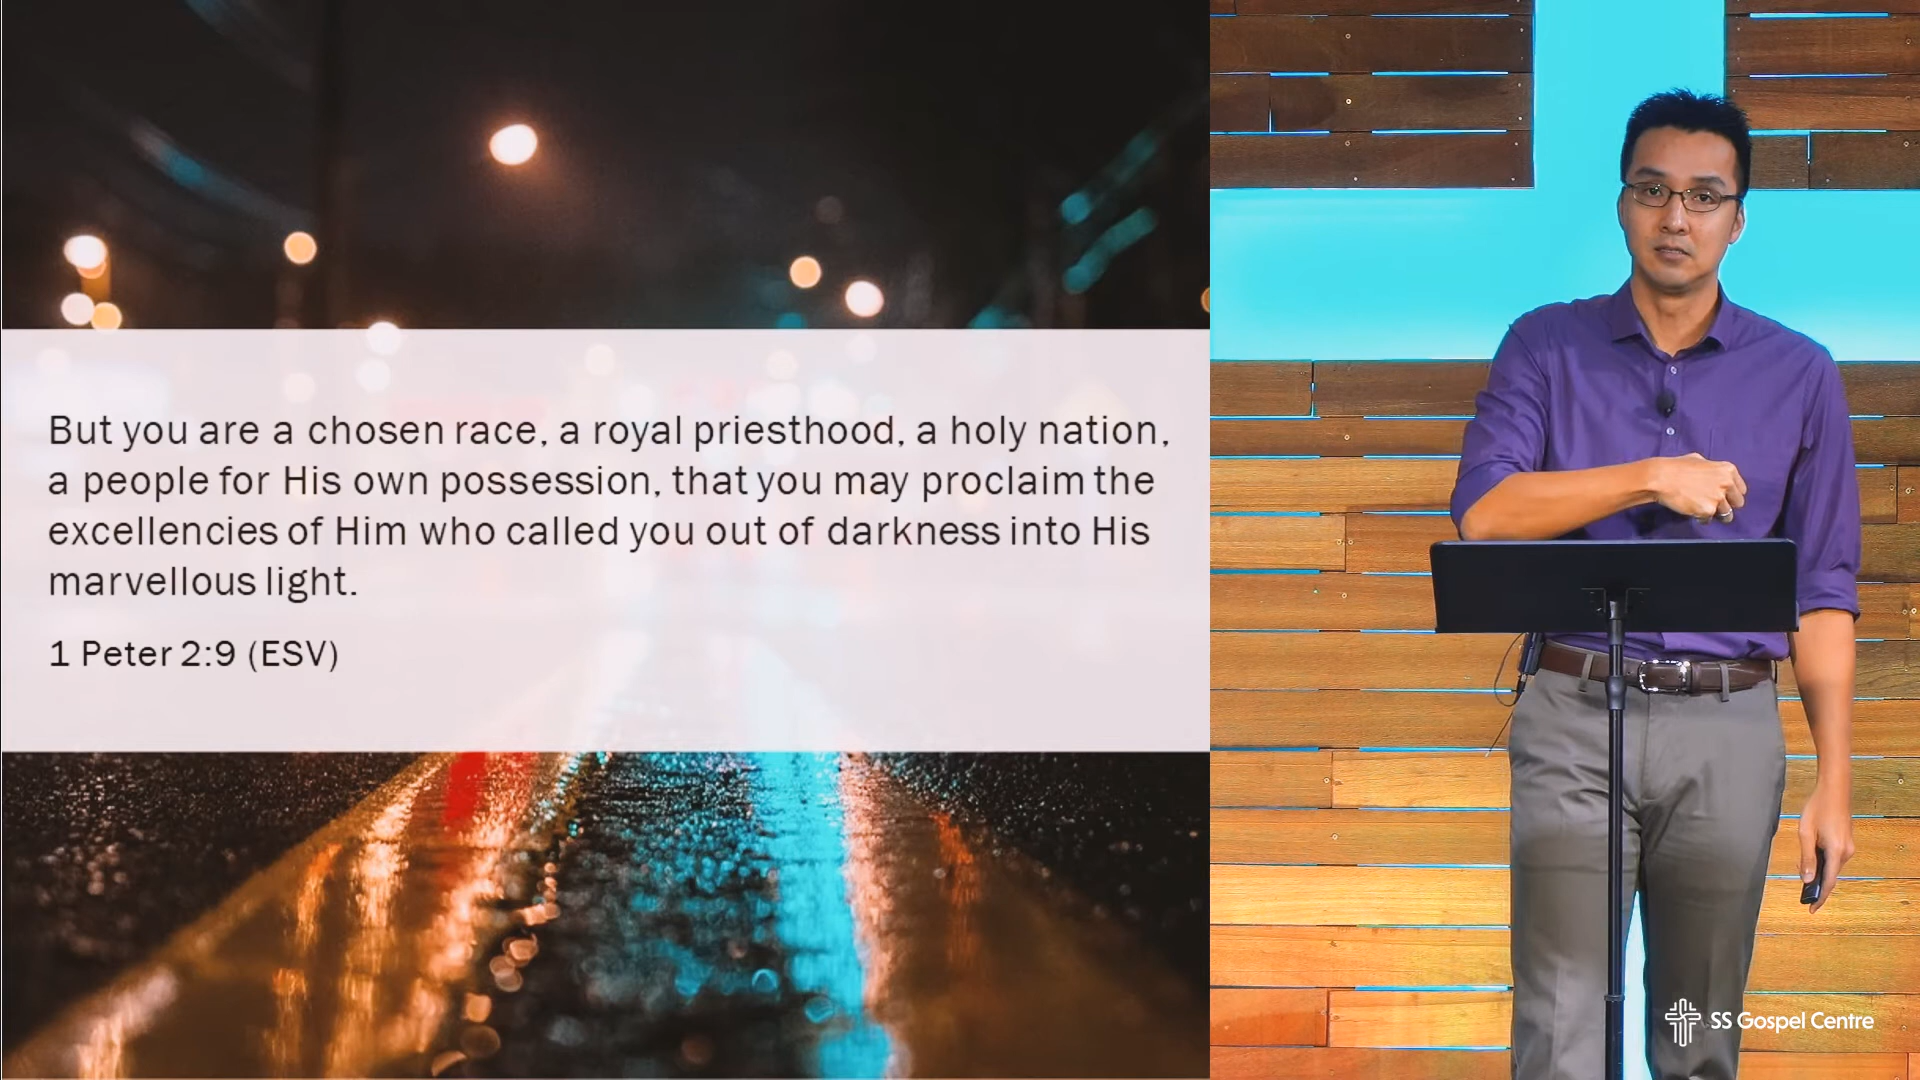 But you are a chosen race, a royal priesthood, a holy nation,
a people for His own possession, that you may proclaim the
excellencies of Him who called you out of darkness into His
marvellous light.
1 Peter 2:9 (ESV)
SS Gospel Centre